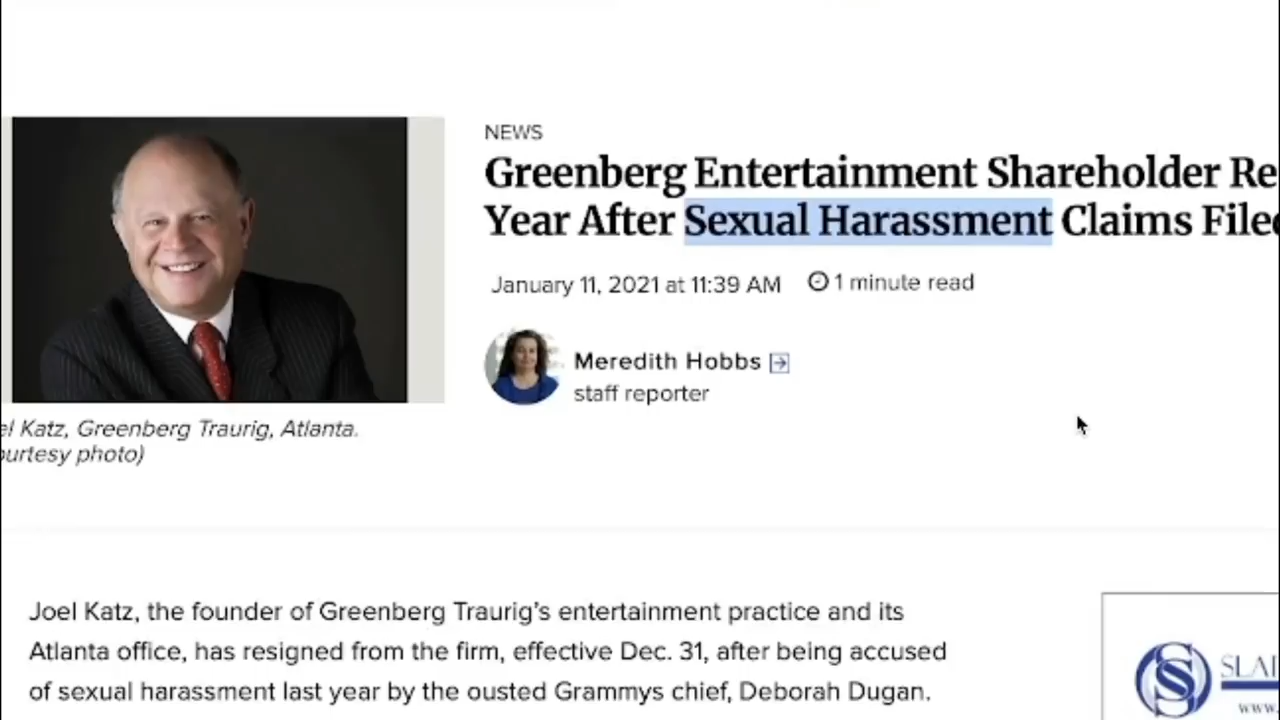 NEWS
Greenberg Entertainment Shareholder Re
Year After Sexual Harassment Claims File
January 11, 2021 at 11:39 AM 1 minute read
Meredith Hobbs
staff reporter
el Katz, Greenberg Traurig, Atlanta.
ourtesy photo)
Joel Katz, the founder of Greenberg Traurig's entertainment practice and its
Atlanta office, has resigned from the firm, effective Dec. 31, after being accused
of sexual harassment last year by the ousted Grammys chief, Deborah Dugan.
SLA
www.